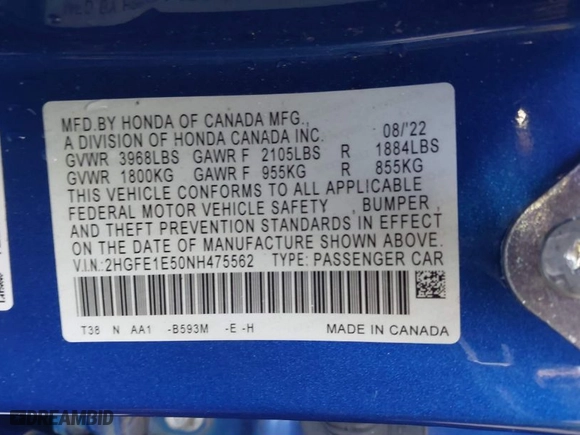 MFD.BY HONDA OF CANADA MFG.,
A DIVISION OF HONDA CANADA INC. 08/'22
GVWR 3968LBS GAWR F 2105LBS R 1884LBS
GVWR 1800KG GAWR F 955KG R 855KG
THIS VEHICLE CONFORMS TO ALL APPLICABLE
FEDERAL MOTOR VEHICLE SAFETY , BUMPER ,
AND THEFT PREVENTION STANDARDS IN EFFECT
ON THE DATE OF MANUFACTURE SHOWN ABOVE.
V.I.N.: 2HGFE1E50NH475562 TYPE: PASSENGER CAR
T38 N AA1 -B593M -E -H MADE IN CANADA
DREAMBID